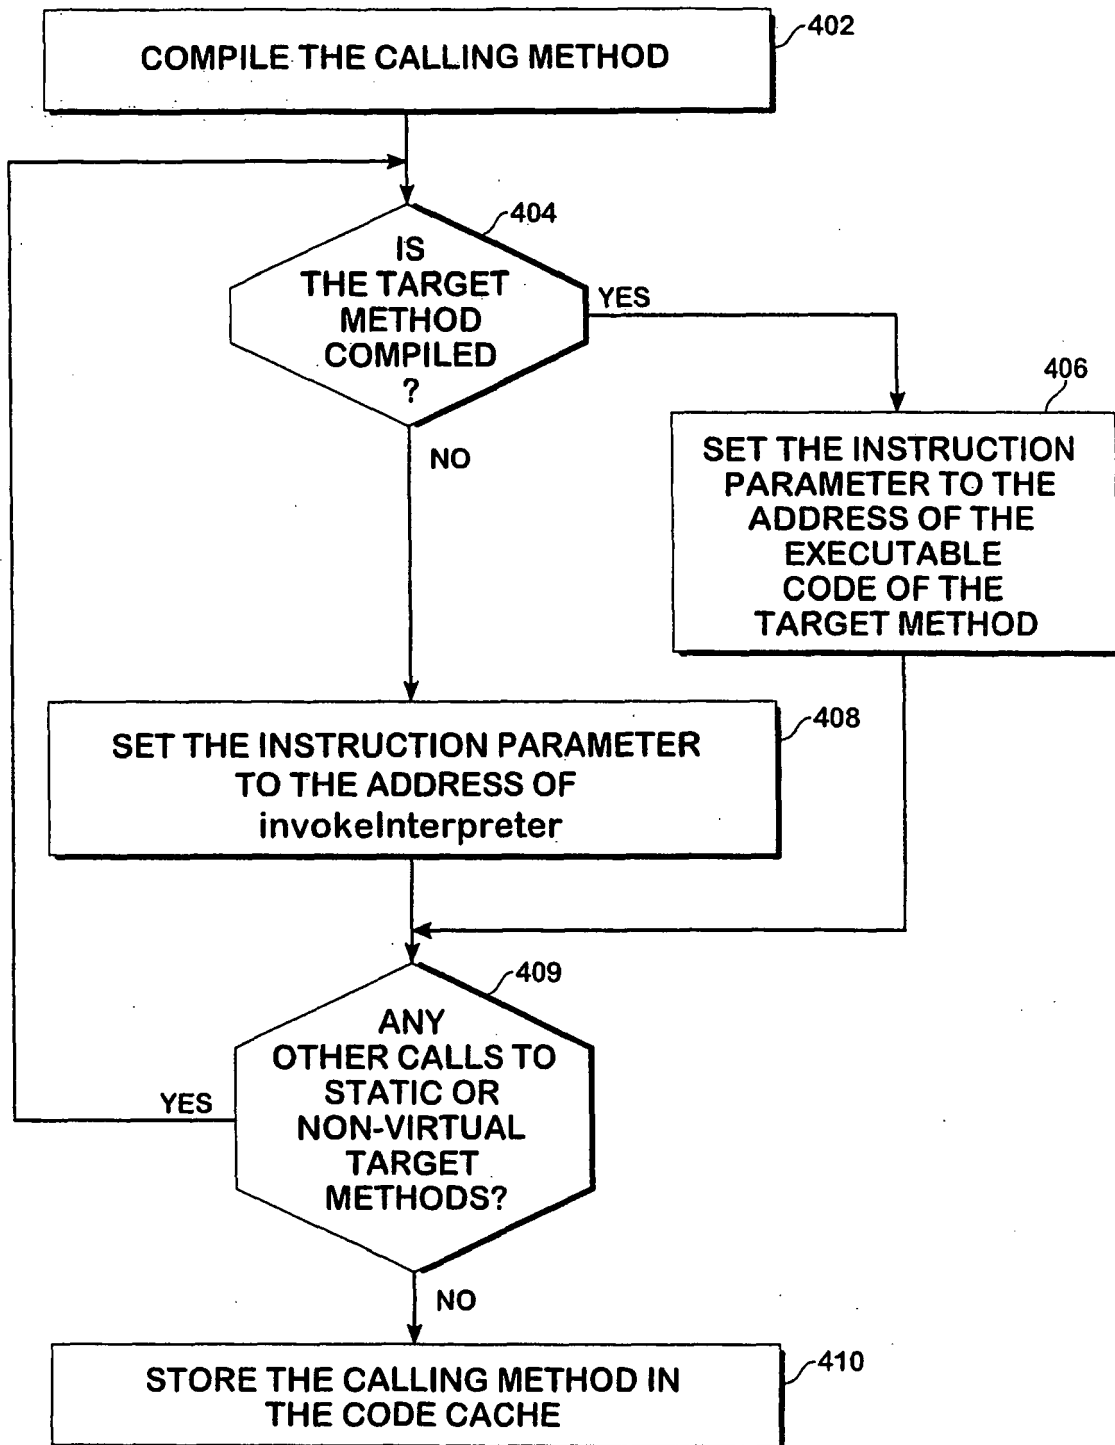 402
COMPILE THE CALLING METHOD
404
IS
THE TARGET
METHOD
COMPILED
?
YES
NO
406
SET THE INSTRUCTION
PARAMETER TO THE
ADDRESS OF THE
EXECUTABLE
CODE OF THE
TARGET METHOD
408
SET THE INSTRUCTION PARAMETER
TO THE ADDRESS OF
invokeInterpreter
409
ANY
OTHER CALLS TO
STATIC OR
NON-VIRTUAL
TARGET
METHODS?
YES
NO
410
STORE THE CALLING METHOD IN
THE CODE CACHE